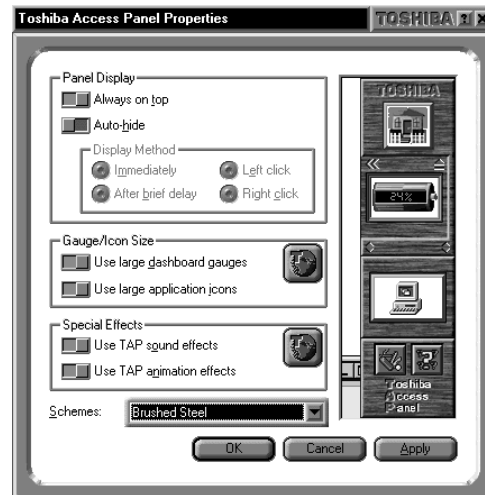 Toshiba Access Panel Properties
TOSHIBA ? X
Panel Display
Always on top
Auto-hide
Display Method
Immediately
Left click
After brief delay
Right click
Gauge/Icon Size
Use large dashboard gauges
Use large application icons
Special Effects
Use TAP sound effects
Use TAP animation effects
Schemes:
Brushed Steel
TOSHIBA
24%
Toshiba
Access
Panel
OK
Cancel
Apply